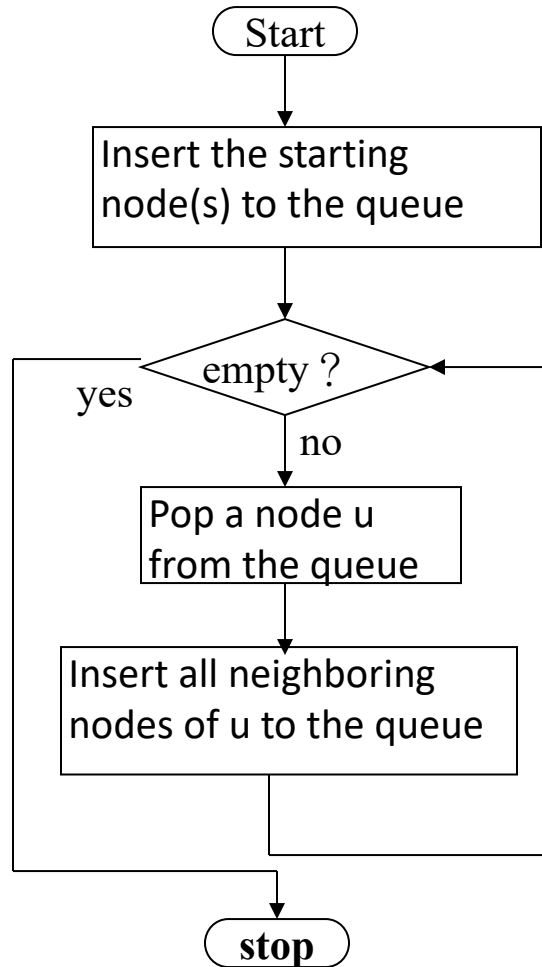 Start
Insert the starting
node(s) to the queue
empty？
yes
no
Pop a node u
from the queue
Insert all neighboring
nodes of u to the queue
stop